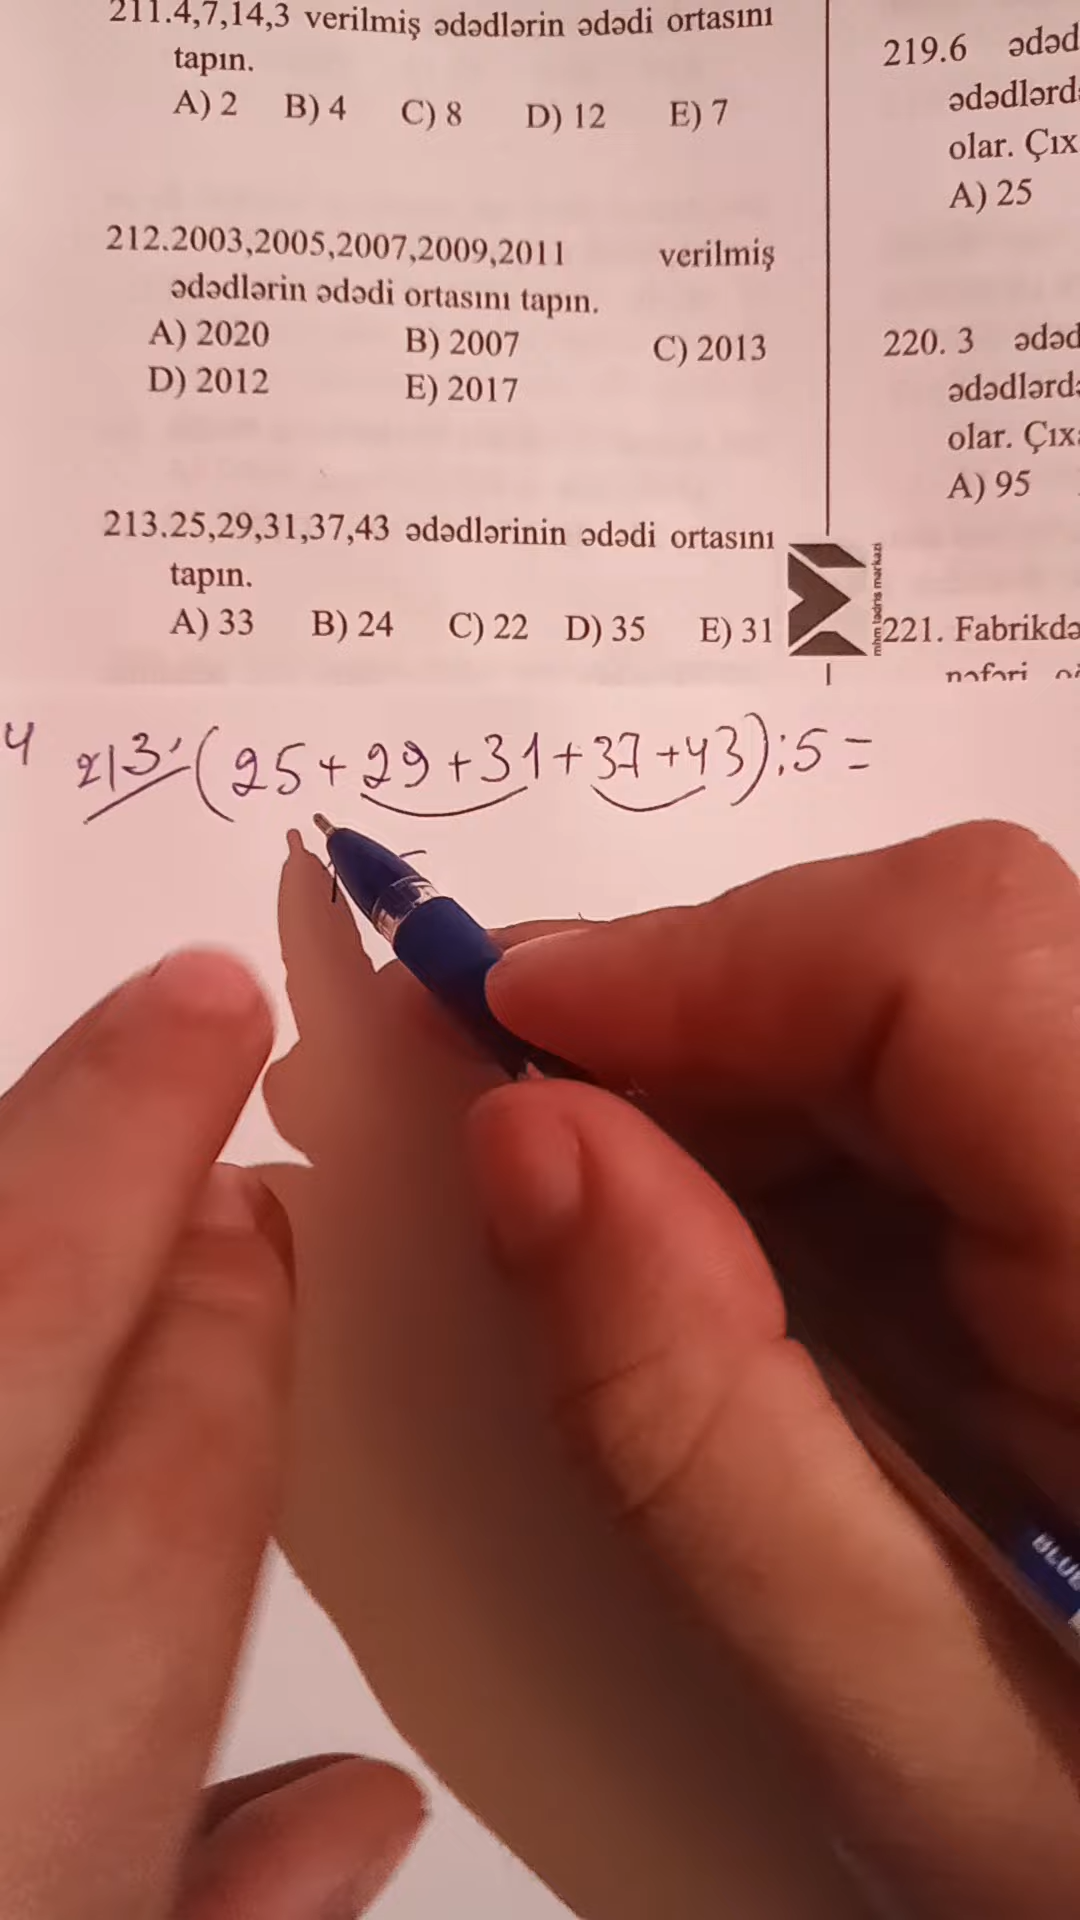 211.4,7,14,3 verilmiş ədədlərin ədədi ortasını
tapın.
A) 2 B) 4 C) 8 D) 12 E) 7
212.2003,2005,2007,2009,2011 verilmiş
ədədlərin ədədi ortasını tapın.
A) 2020 B) 2007 C) 2013
D) 2012 E) 2017
213.25,29,31,37,43 ədədlərinin ədədi ortasını
tapın.
A) 33 B) 24 C) 22 D) 35 E) 31
219.6 ədəd
ədədlərd
olar. Çıx
A) 25
220. 3 ədəd
ədədlərd
olar. Çıx
A) 95
mhm tədris mərkəzi
221. Fabrikdə
nəfəri
4
213. (25+29+31+37+43):5=
BLUE